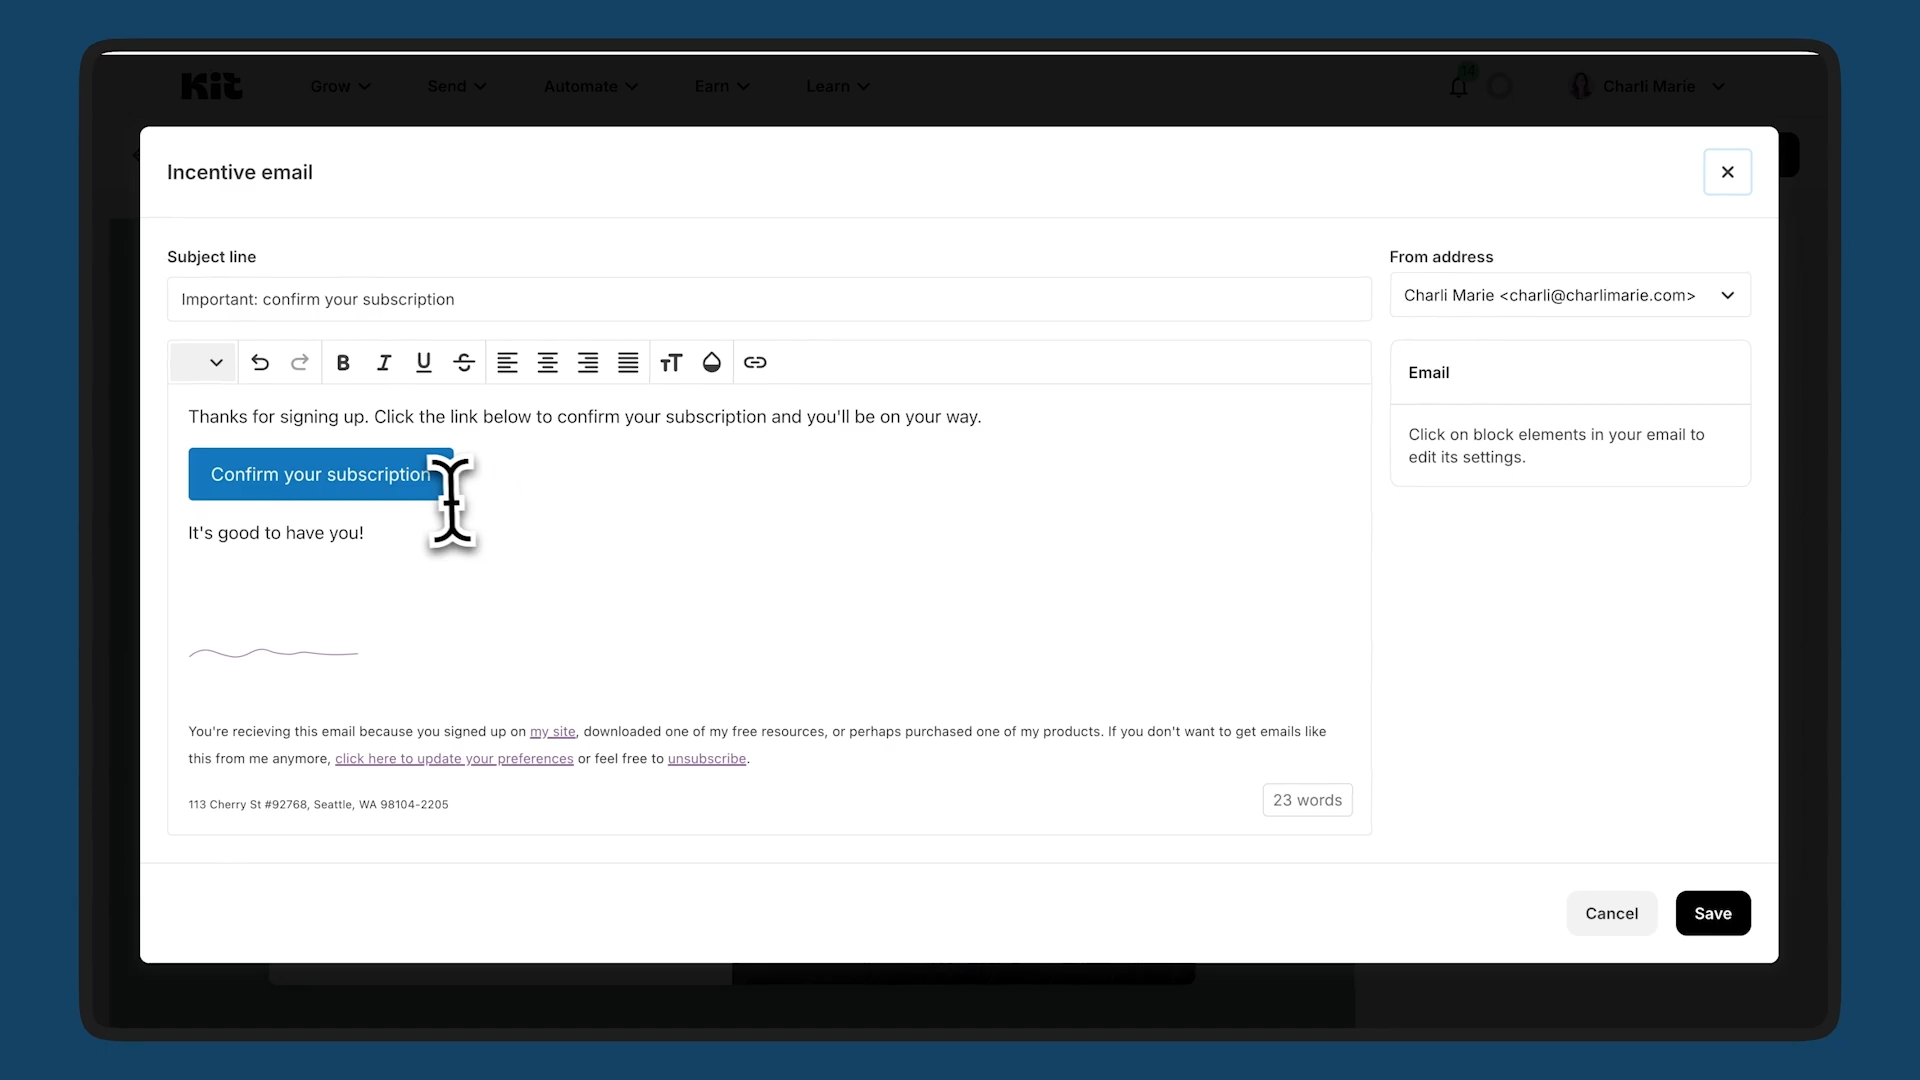 Kit Grow Send Automate Earn Learn 14 Charli Marie
Incentive email
Subject line
From address
Important: confirm your subscription
Charli Marie <charli@charlimarie.com>
B I U S TT
Email
Thanks for signing up. Click the link below to confirm your subscription and you'll be on your way.
Click on block elements in your email to
edit its settings.
Confirm your subscription
It's good to have you!
You're recieving this email because you signed up on my site, downloaded one of my free resources, or perhaps purchased one of my products. If you don't want to get emails like
this from me anymore, click here to update your preferences or feel free to unsubscribe.
113 Cherry St #92768, Seattle, WA 98104-2205
23 words
Cancel
Save